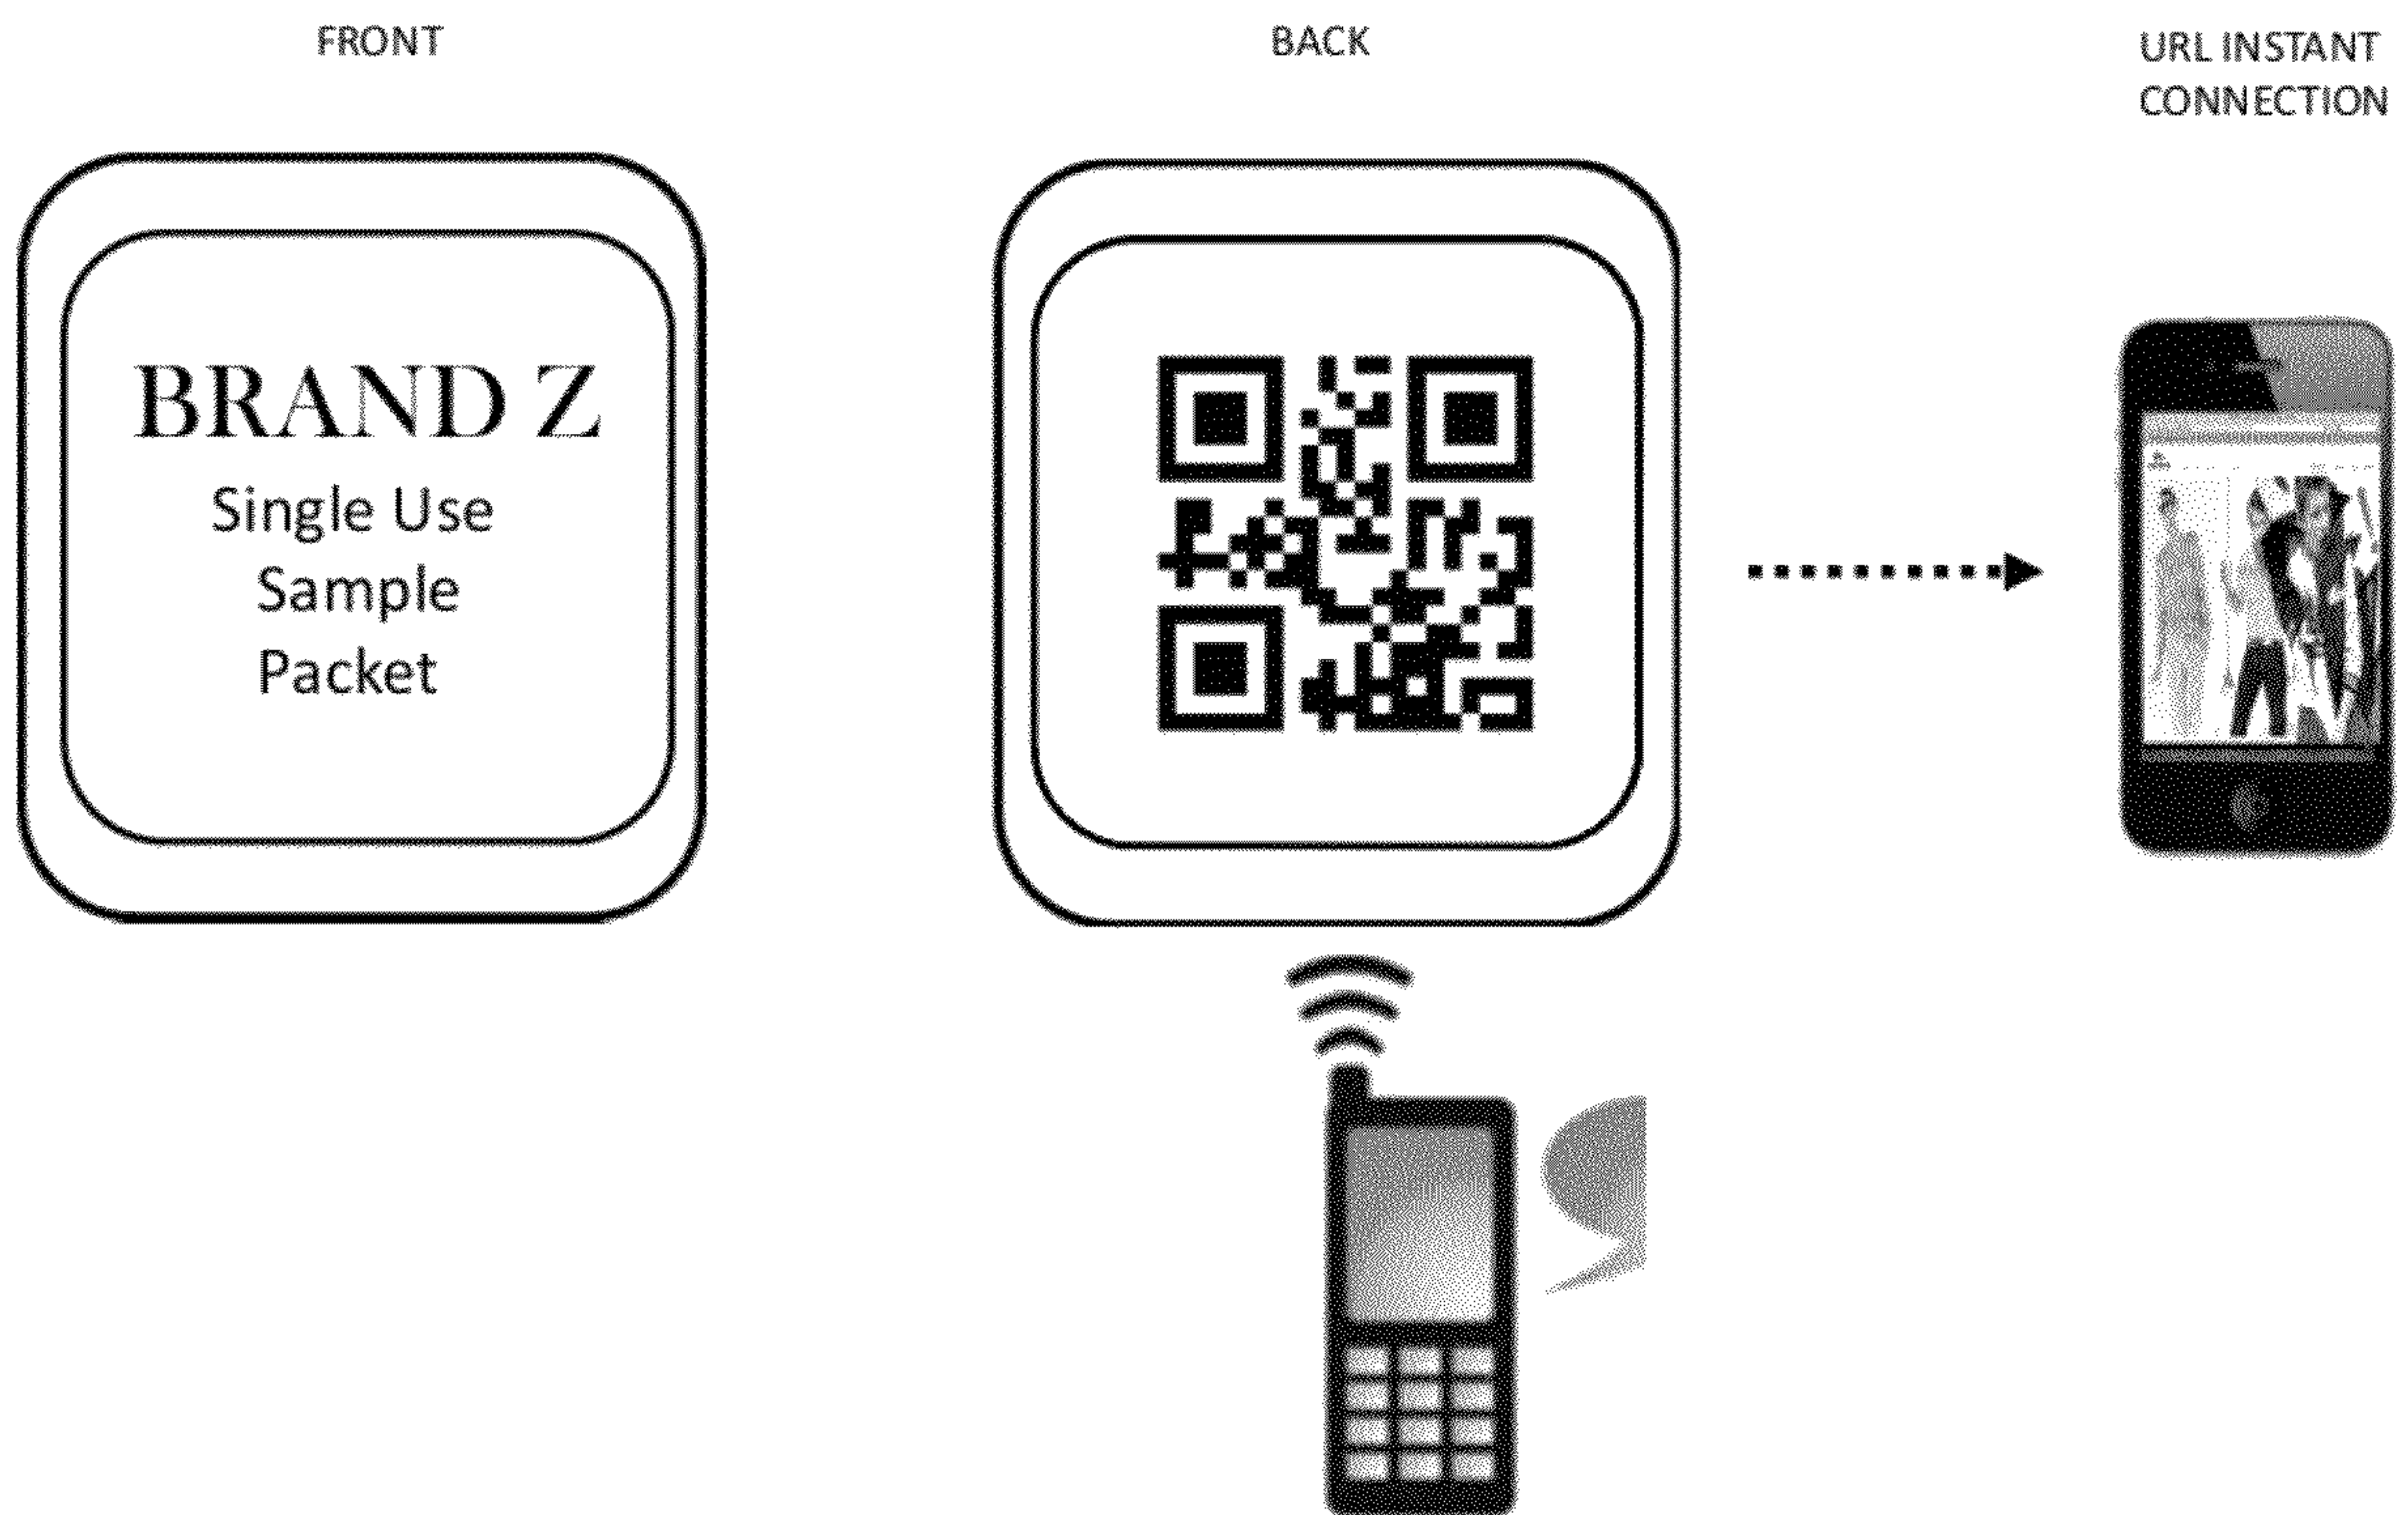 FRONT
BACK
URL INSTANT
CONNECTION
BRAND Z
Single Use
Sample
Packet